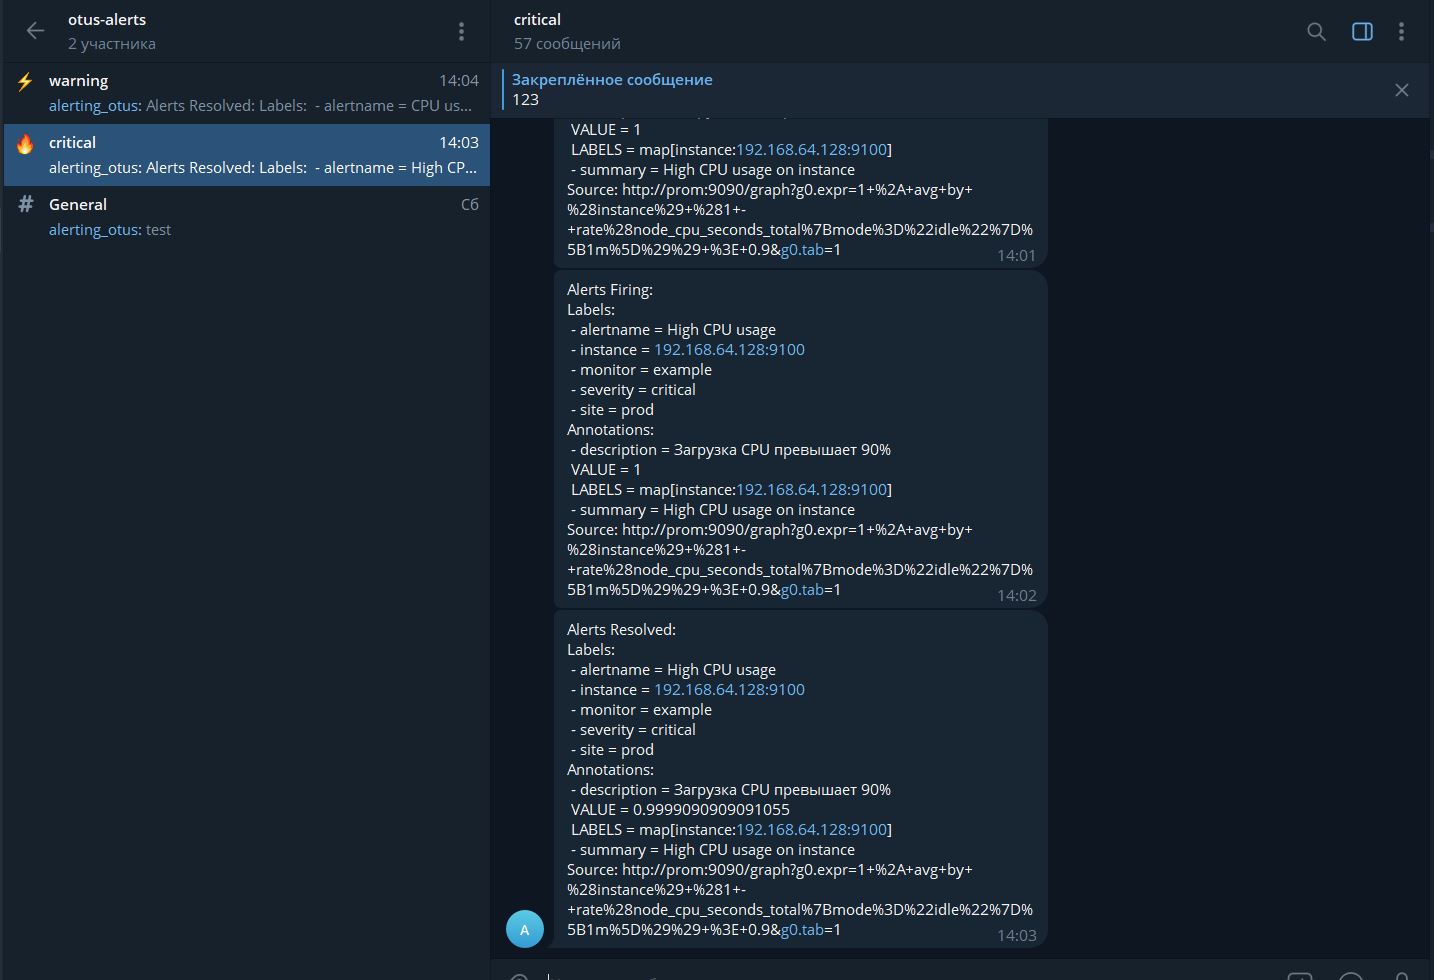 otus-alerts
2 участника
warning
14:04
alerting_otus: Alerts Resolved: Labels:  - alertname = CPU us...
critical
14:03
alerting_otus: Alerts Resolved: Labels:  - alertname = High CP...
General
Сб
alerting_otus: test
critical
57 сообщений
Закреплённое сообщение
123
VALUE = 1
LABELS = map[instance:192.168.64.128:9100]
- summary = High CPU usage on instance
Source: http://prom:9090/graph?g0.expr=1+%2A+avg+by+
%28instance%29+%281+-
+rate%28node_cpu_seconds_total%7Bmode%3D%22idle%22%7D%
5B1m%5D%29%29+%3E+0.9&g0.tab=1
14:01
Alerts Firing:
Labels:
- alertname = High CPU usage
- instance = 192.168.64.128:9100
- monitor = example
- severity = critical
- site = prod
Annotations:
- description = Загрузка CPU превышает 90%
VALUE = 1
LABELS = map[instance:192.168.64.128:9100]
- summary = High CPU usage on instance
Source: http://prom:9090/graph?g0.expr=1+%2A+avg+by+
%28instance%29+%281+-
+rate%28node_cpu_seconds_total%7Bmode%3D%22idle%22%7D%
5B1m%5D%29%29+%3E+0.9&g0.tab=1
14:02
Alerts Resolved:
Labels:
- alertname = High CPU usage
- instance = 192.168.64.128:9100
- monitor = example
- severity = critical
- site = prod
Annotations:
- description = Загрузка CPU превышает 90%
VALUE = 0.9999090909091055
LABELS = map[instance:192.168.64.128:9100]
- summary = High CPU usage on instance
Source: http://prom:9090/graph?g0.expr=1+%2A+avg+by+
%28instance%29+%281+-
+rate%28node_cpu_seconds_total%7Bmode%3D%22idle%22%7D%
5B1m%5D%29%29+%3E+0.9&g0.tab=1
14:03
A